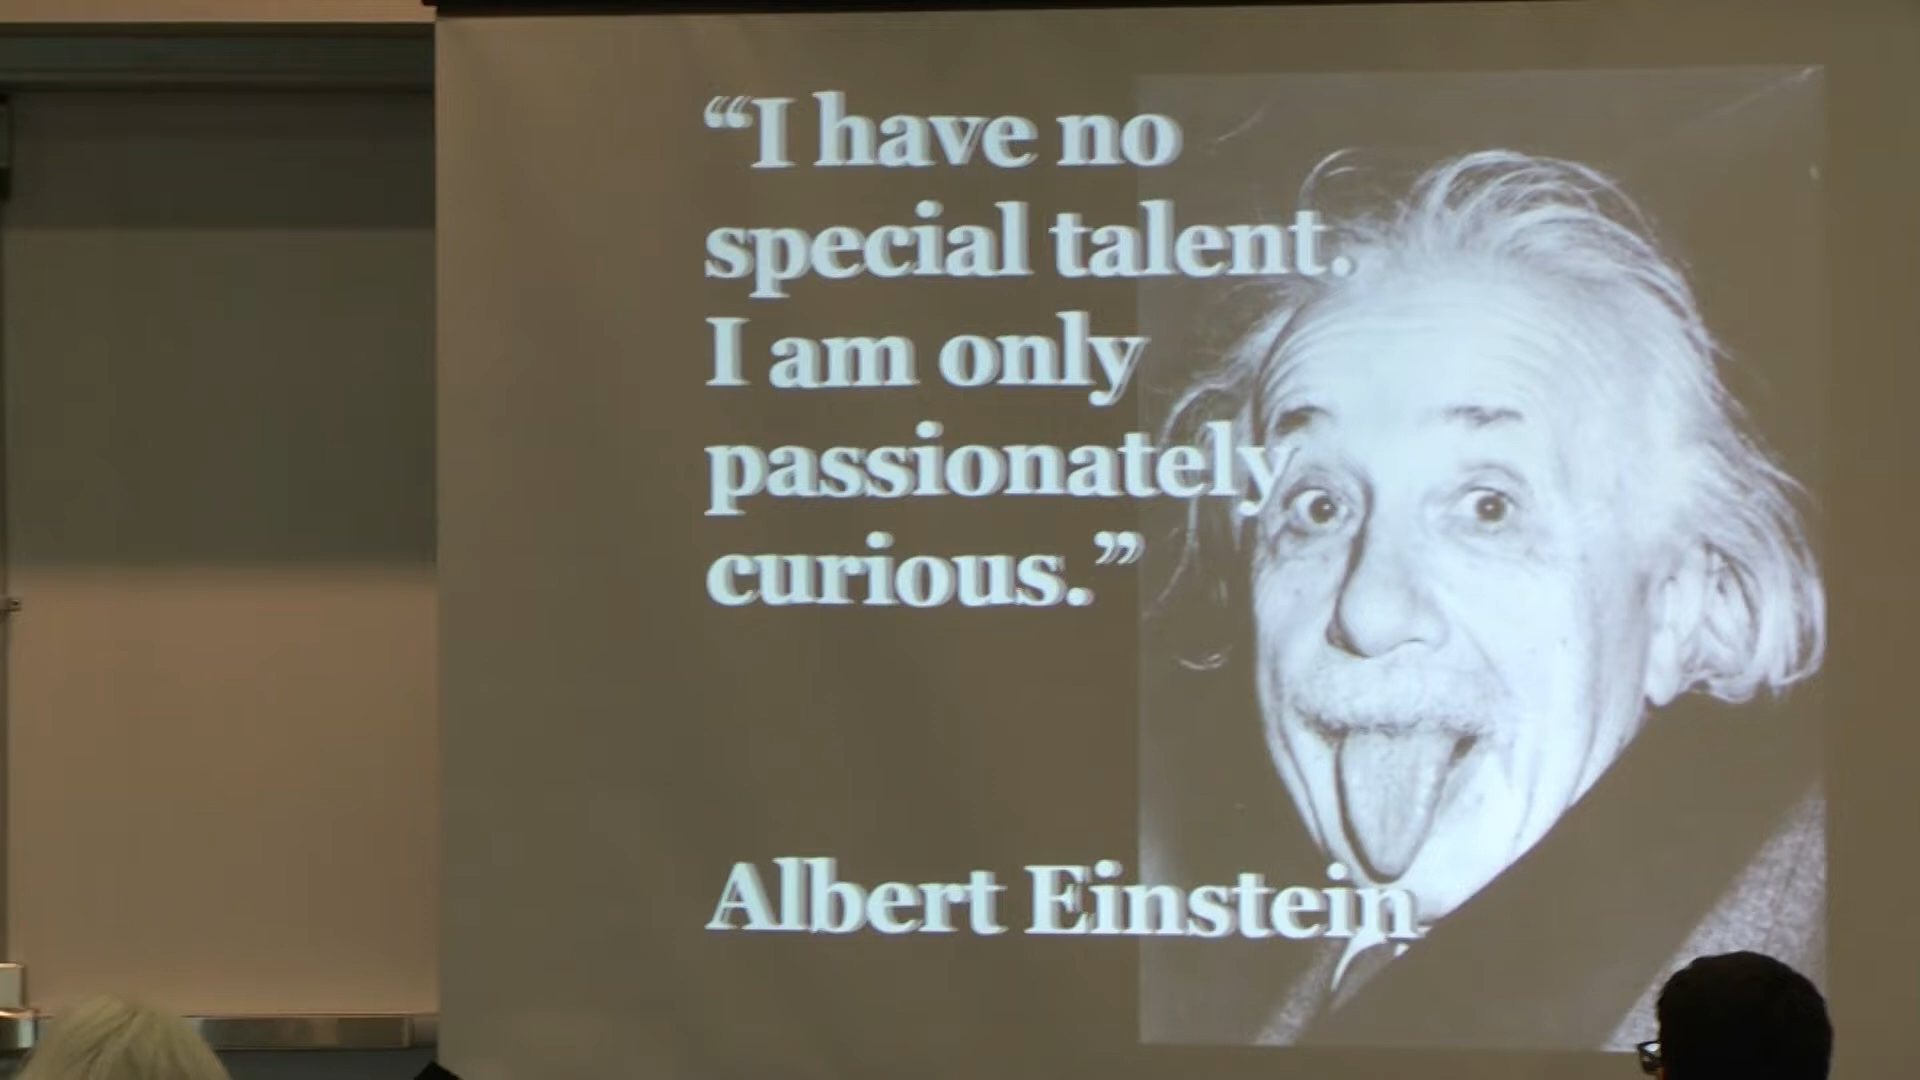 “I have no
special talent.
I am only
passionately
curious.”
Albert Einstein